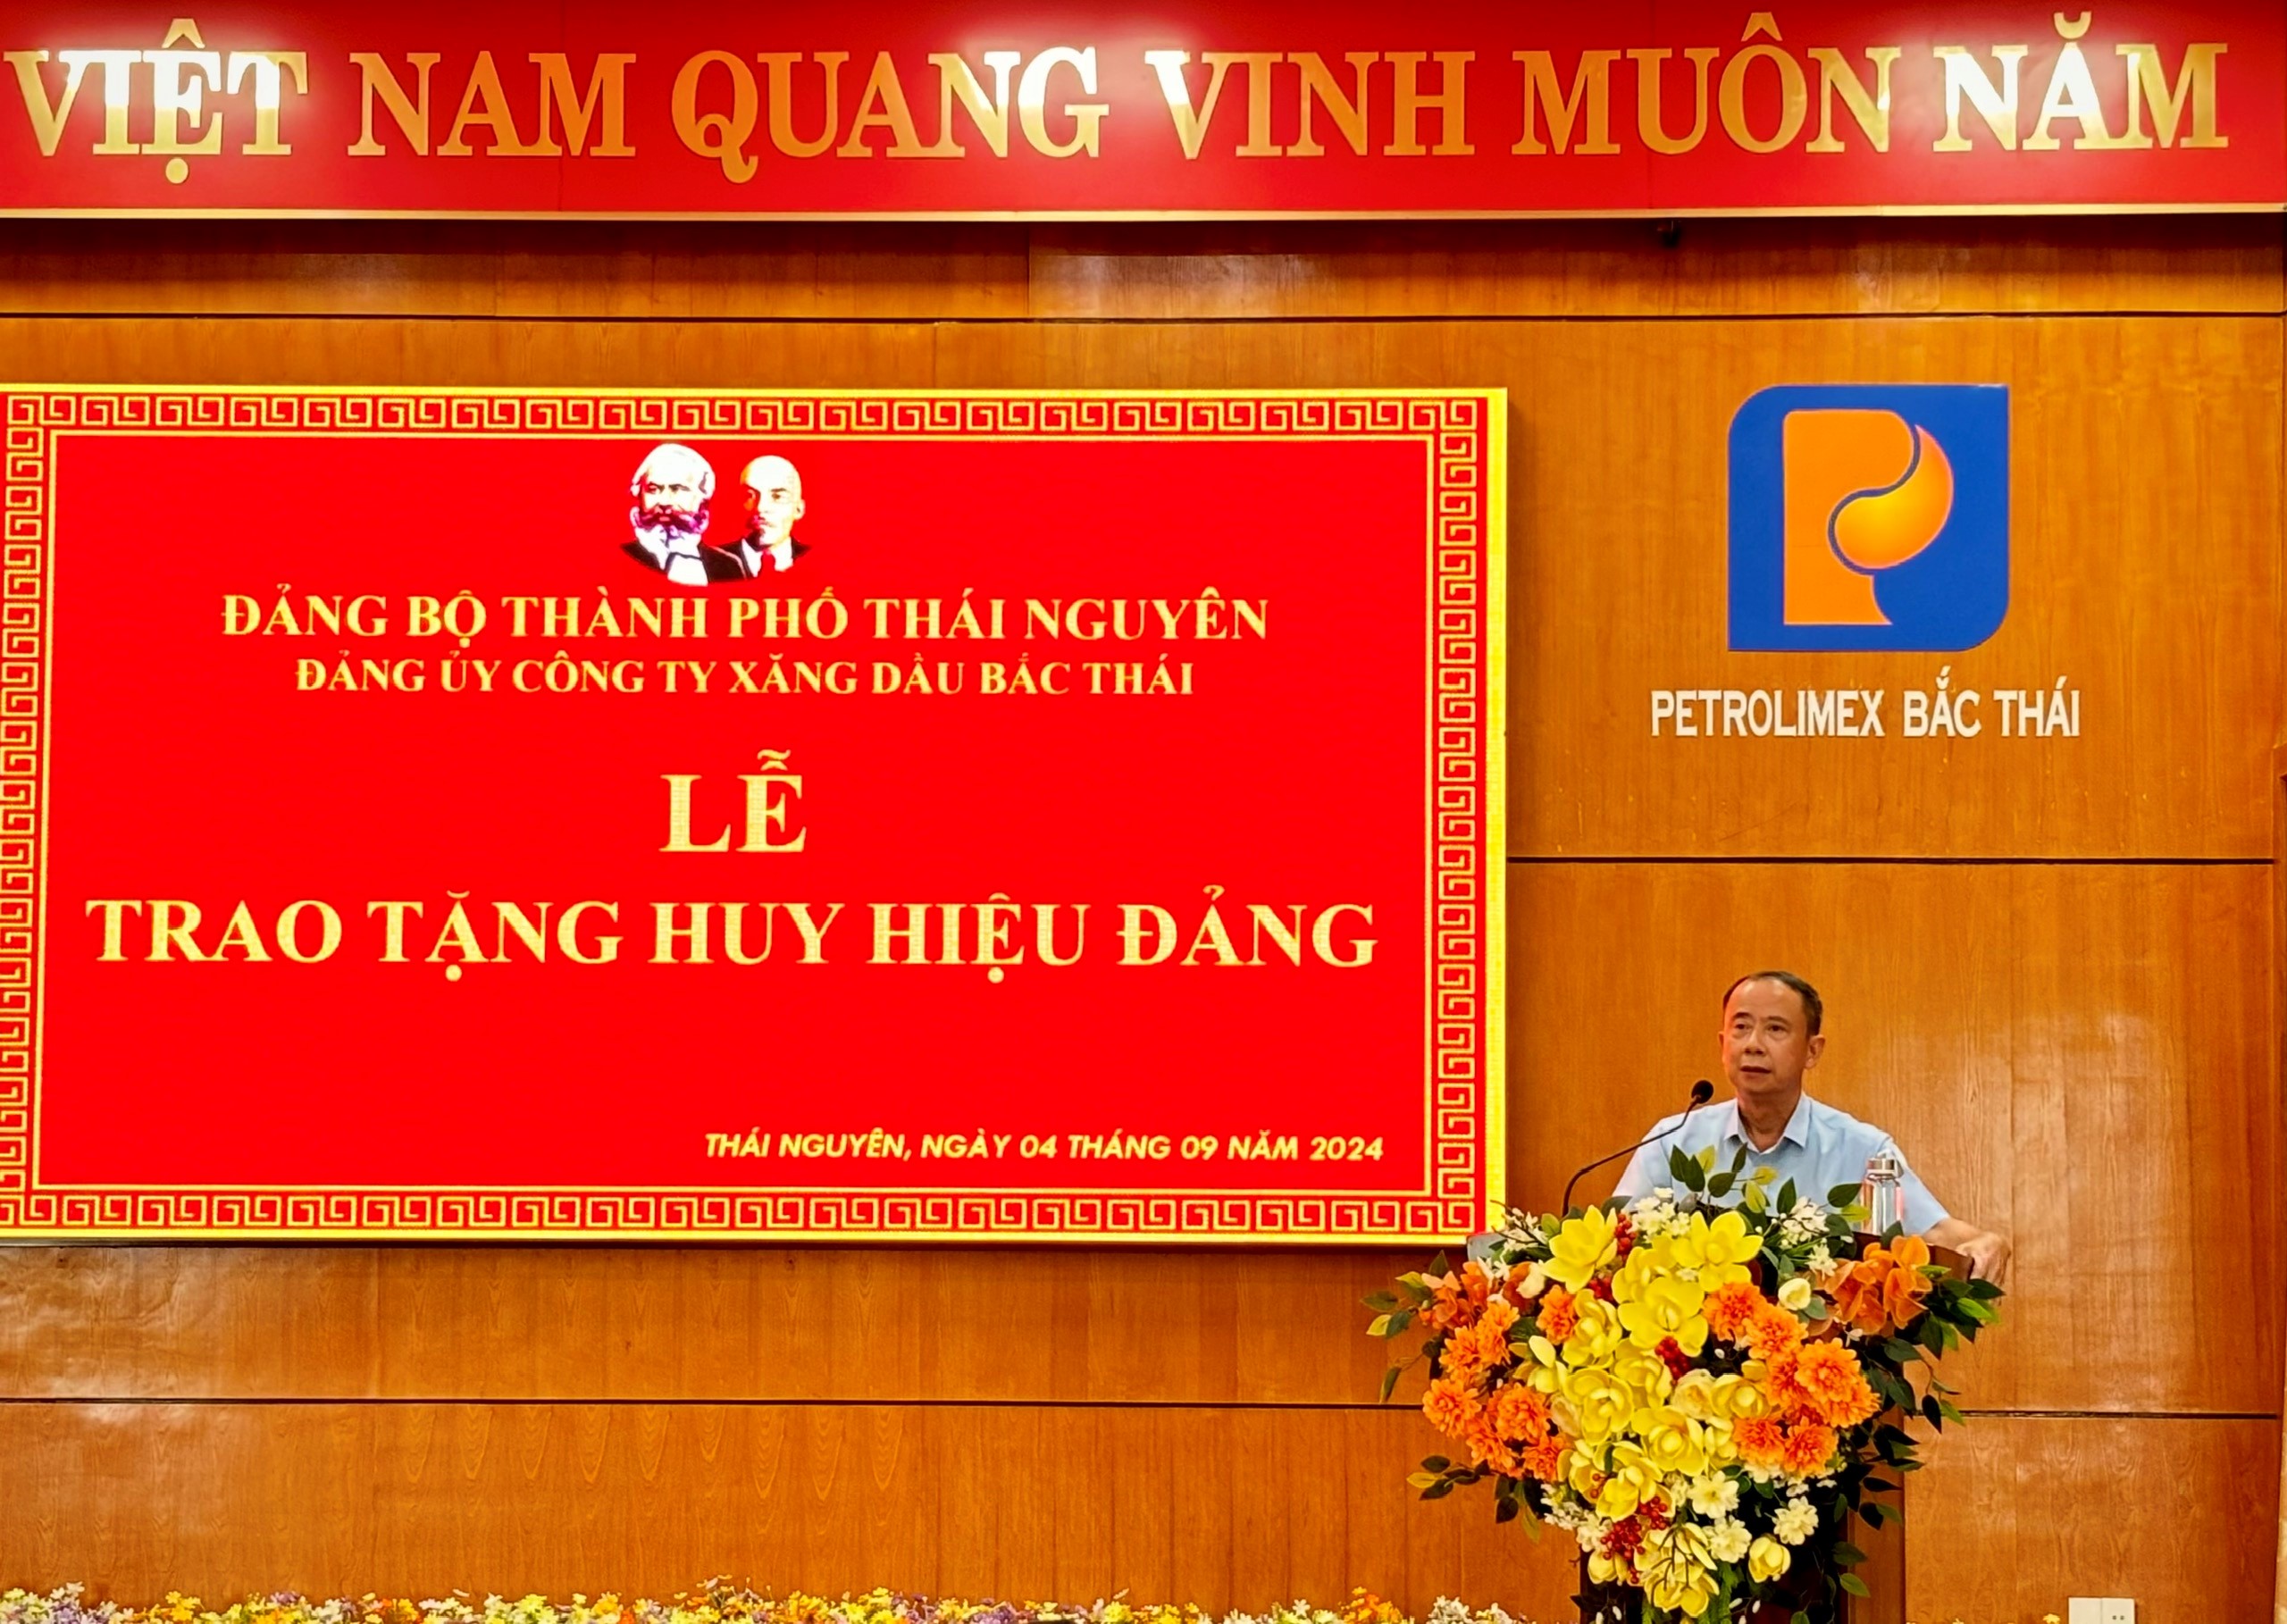 VIỆT NAM QUANG VINH MUÔN NĂM
ĐẢNG BỘ THÀNH PHỐ THÁI NGUYÊN
ĐẢNG ỦY CÔNG TY XĂNG DẦU BẮC THÁI
LỄ
TRAO TẶNG HUY HIỆU ĐẢNG
THÁI NGUYÊN, NGÀY 04 THÁNG 09 NĂM 2024
PETROLIMEX BẮC THÁI